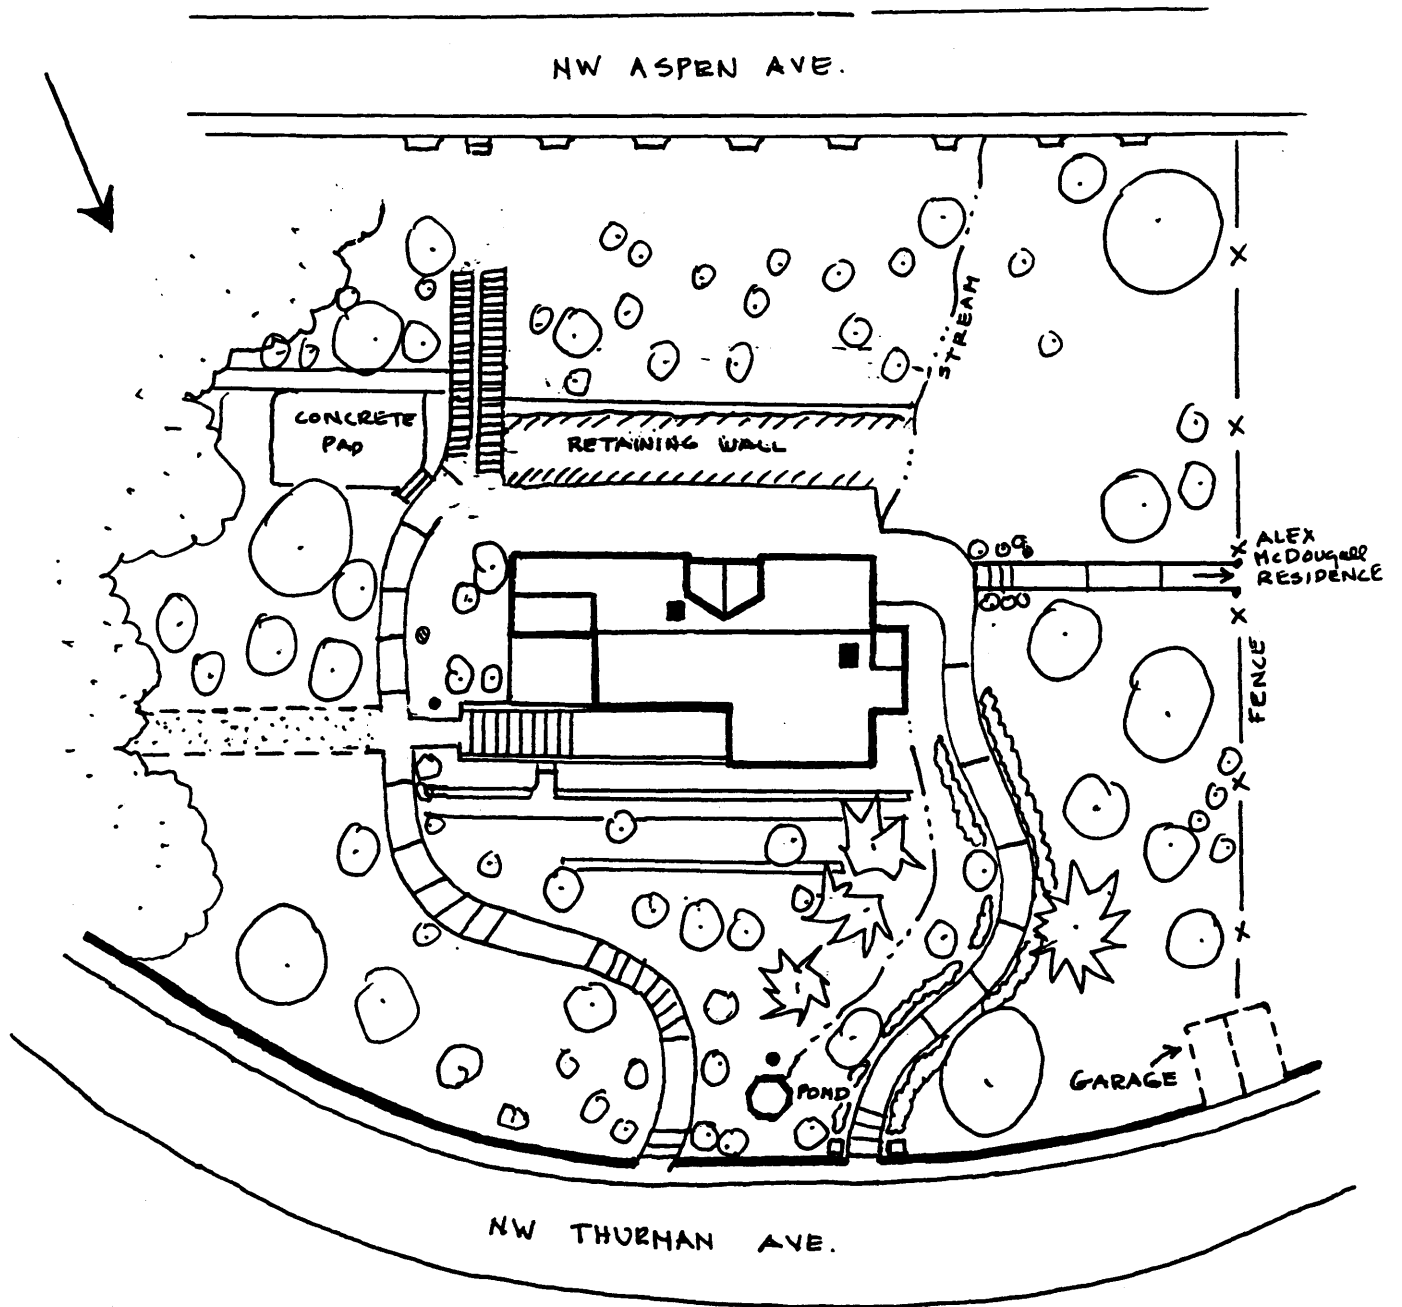 NW ASPEN AVE.
STREAM
CONCRETE
PAD
RETAINING WALL
ALEX
McDOUgAll
RESIDENCE
FENCE
POND
GARAGE
NW THURMAN AVE.